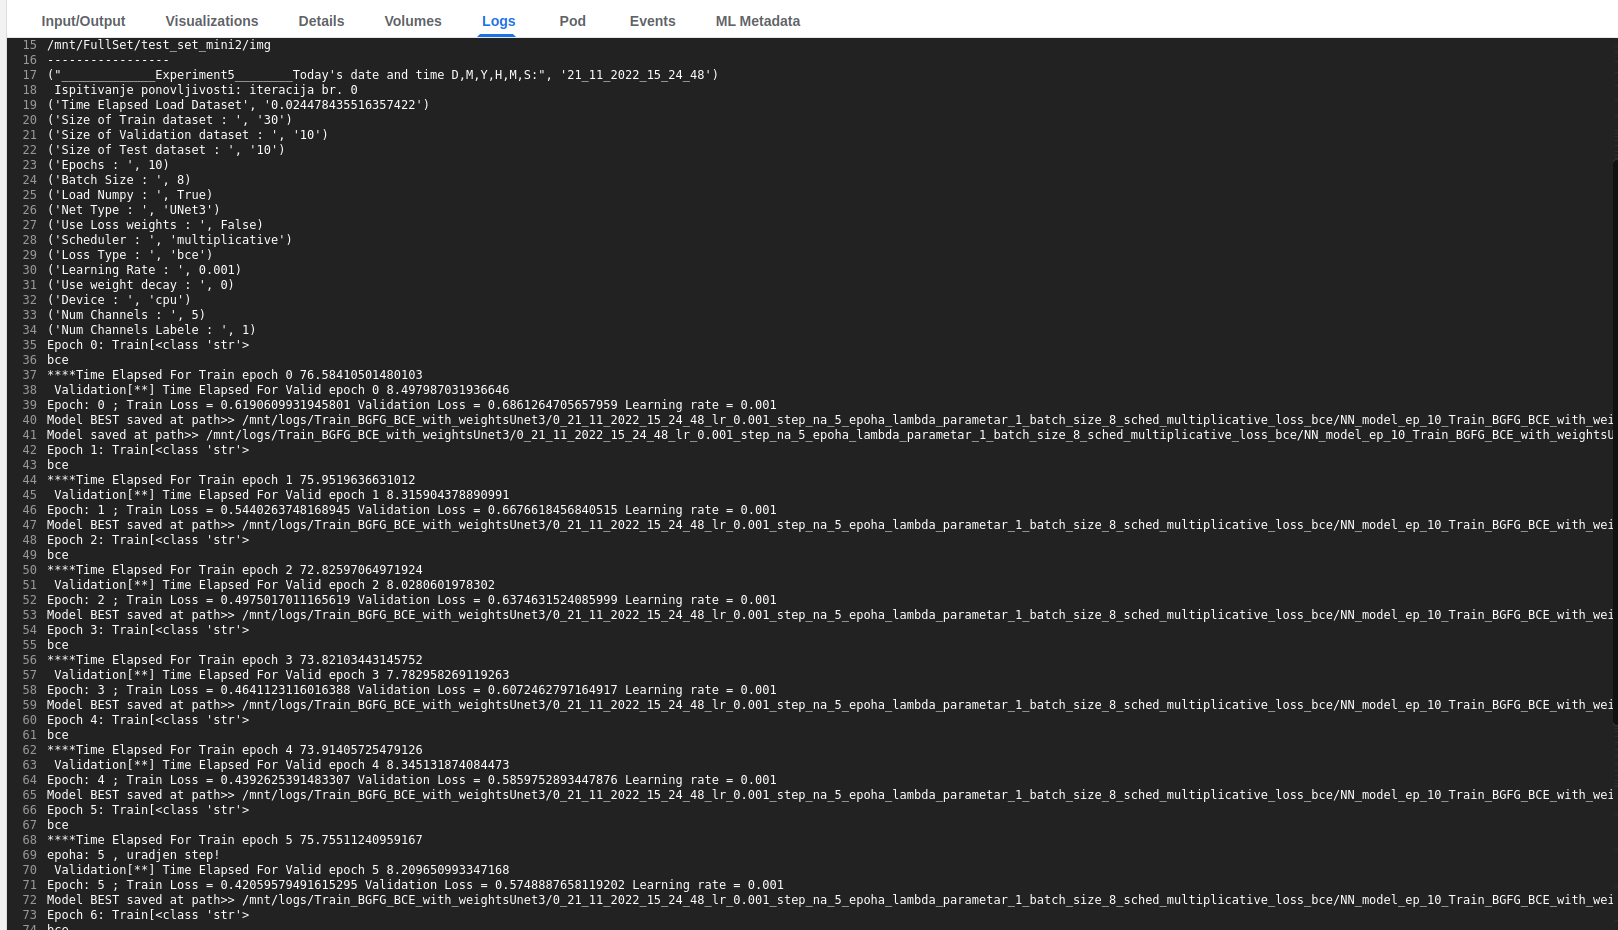 Input/Output Visualizations Details Volumes Logs Pod Events ML Metadata
15 /mnt/FullSet/test_set_mini2/img
16 -----------------
17 ("_____________Experiment5________Today's date and time D,M,Y,H,M,S:", '21_11_2022_15_24_48')
18 Ispitivanje ponovljivosti: iteracija br. 0
19 ('Time Elapsed Load Dataset', '0.024478435516357422')
20 ('Size of Train dataset : ', '30')
21 ('Size of Validation dataset : ', '10')
22 ('Size of Test dataset : ', '10')
23 ('Epochs : ', 10)
24 ('Batch Size : ', 8)
25 ('Load Numpy : ', True)
26 ('Net Type : ', 'UNet3')
27 ('Use Loss weights : ', False)
28 ('Scheduler : ', 'multiplicative')
29 ('Loss Type : ', 'bce')
30 ('Learning Rate : ', 0.001)
31 ('Use weight decay : ', 0)
32 ('Device : ', 'cpu')
33 ('Num Channels : ', 5)
34 ('Num Channels Labele : ', 1)
35 Epoch 0: Train[<class 'str'>
36 bce
37 ****Time Elapsed For Train epoch 0 76.58410501480103
38 Validation[**] Time Elapsed For Valid epoch 0 8.497987031936646
39 Epoch: 0 ; Train Loss = 0.6190609931945801 Validation Loss = 0.6861264705657959 Learning rate = 0.001
40 Model BEST saved at path>> /mnt/logs/Train_BGFG_BCE_with_weightsUnet3/0_21_11_2022_15_24_48_lr_0.001_step_na_5_epoha_lambda_parametar_1_batch_size_8_sched_multiplicative_loss_bce/NN_model_ep_10_Train_BGFG_BCE_with_wei
41 Model saved at path>> /mnt/logs/Train_BGFG_BCE_with_weightsUnet3/0_21_11_2022_15_24_48_lr_0.001_step_na_5_epoha_lambda_parametar_1_batch_size_8_sched_multiplicative_loss_bce/NN_model_ep_10_Train_BGFG_BCE_with_weightsU
42 Epoch 1: Train[<class 'str'>
43 bce
44 ****Time Elapsed For Train epoch 1 75.9519636631012
45 Validation[**] Time Elapsed For Valid epoch 1 8.315904378890991
46 Epoch: 1 ; Train Loss = 0.5440263748168945 Validation Loss = 0.6676618456840515 Learning rate = 0.001
47 Model BEST saved at path>> /mnt/logs/Train_BGFG_BCE_with_weightsUnet3/0_21_11_2022_15_24_48_lr_0.001_step_na_5_epoha_lambda_parametar_1_batch_size_8_sched_multiplicative_loss_bce/NN_model_ep_10_Train_BGFG_BCE_with_wei
48 Epoch 2: Train[<class 'str'>
49 bce
50 ****Time Elapsed For Train epoch 2 72.82597064971924
51 Validation[**] Time Elapsed For Valid epoch 2 8.0280601978302
52 Epoch: 2 ; Train Loss = 0.4975017011165619 Validation Loss = 0.6374631524085999 Learning rate = 0.001
53 Model BEST saved at path>> /mnt/logs/Train_BGFG_BCE_with_weightsUnet3/0_21_11_2022_15_24_48_lr_0.001_step_na_5_epoha_lambda_parametar_1_batch_size_8_sched_multiplicative_loss_bce/NN_model_ep_10_Train_BGFG_BCE_with_wei
54 Epoch 3: Train[<class 'str'>
55 bce
56 ****Time Elapsed For Train epoch 3 73.82103443145752
57 Validation[**] Time Elapsed For Valid epoch 3 7.782958269119263
58 Epoch: 3 ; Train Loss = 0.4641123116016388 Validation Loss = 0.6072462797164917 Learning rate = 0.001
59 Model BEST saved at path>> /mnt/logs/Train_BGFG_BCE_with_weightsUnet3/0_21_11_2022_15_24_48_lr_0.001_step_na_5_epoha_lambda_parametar_1_batch_size_8_sched_multiplicative_loss_bce/NN_model_ep_10_Train_BGFG_BCE_with_wei
60 Epoch 4: Train[<class 'str'>
61 bce
62 ****Time Elapsed For Train epoch 4 73.91405725479126
63 Validation[**] Time Elapsed For Valid epoch 4 8.345131874084473
64 Epoch: 4 ; Train Loss = 0.4392625391483307 Validation Loss = 0.5859752893447876 Learning rate = 0.001
65 Model BEST saved at path>> /mnt/logs/Train_BGFG_BCE_with_weightsUnet3/0_21_11_2022_15_24_48_lr_0.001_step_na_5_epoha_lambda_parametar_1_batch_size_8_sched_multiplicative_loss_bce/NN_model_ep_10_Train_BGFG_BCE_with_wei
66 Epoch 5: Train[<class 'str'>
67 bce
68 ****Time Elapsed For Train epoch 5 75.75511240959167
69 epoha: 5 , uradjen step!
70 Validation[**] Time Elapsed For Valid epoch 5 8.209650993347168
71 Epoch: 5 ; Train Loss = 0.42059579491615295 Validation Loss = 0.5748887658119202 Learning rate = 0.001
72 Model BEST saved at path>> /mnt/logs/Train_BGFG_BCE_with_weightsUnet3/0_21_11_2022_15_24_48_lr_0.001_step_na_5_epoha_lambda_parametar_1_batch_size_8_sched_multiplicative_loss_bce/NN_model_ep_10_Train_BGFG_BCE_with_wei
73 Epoch 6: Train[<class 'str'>
74 bce